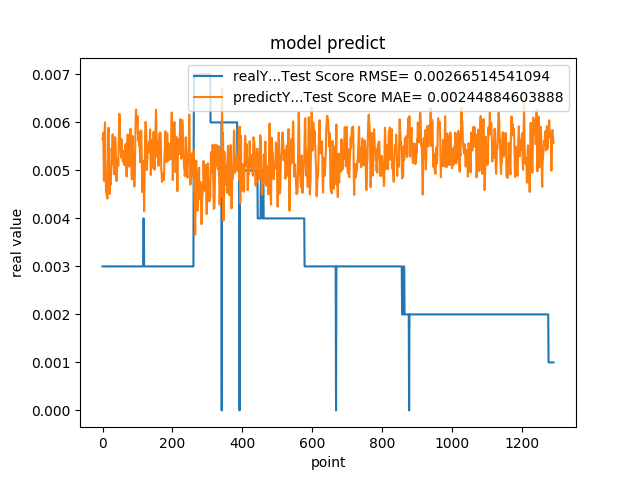 model predict
realY...Test Score RMSE= 0.00266514541094
predictY...Test Score MAE= 0.00244884603888
0.007
0.006
0.005
0.004
0.003
0.002
0.001
0.000
real value
0 200 400 600 800 1000 1200
point